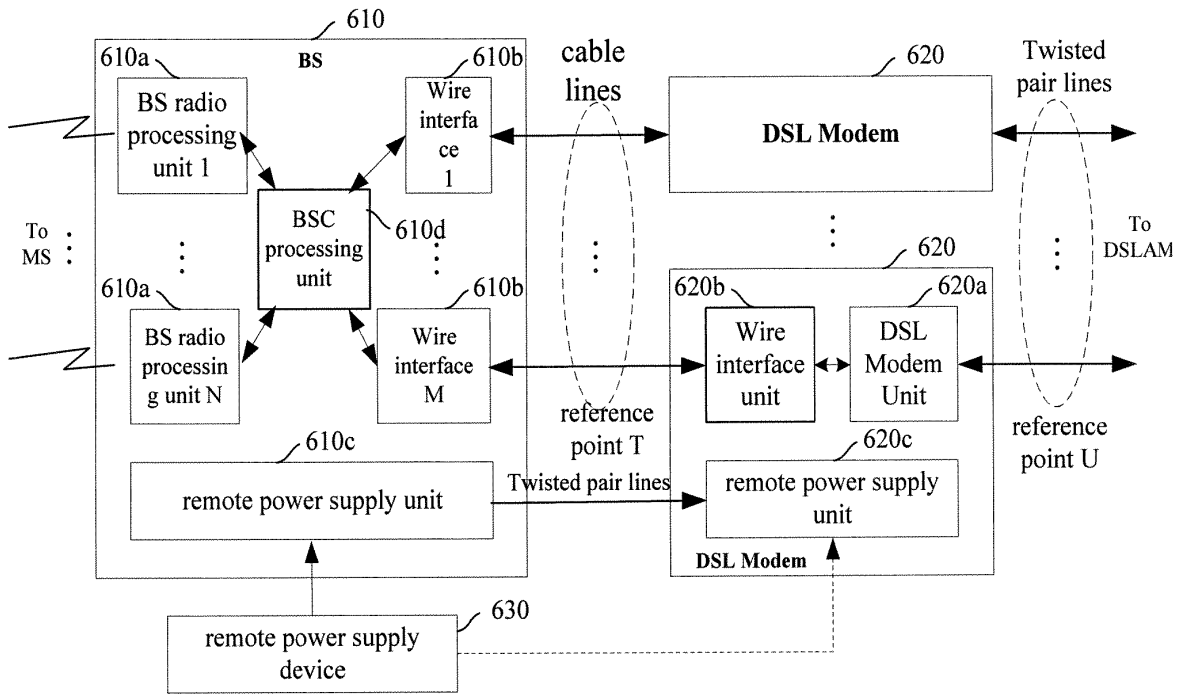 610
BS
610a
BS radio
processing
unit 1
610b
Wire
interfa
ce
1
cable
lines
620
DSL Modem
Twisted
pair lines
To
MS
BSC
processing
unit
610d
To
DSLAM
610a
BS radio
processin
g unit N
610b
Wire
interface
M
620
620b
Wire
interface
unit
620a
DSL
Modem
Unit
reference
point T
reference
point U
610c
remote power supply unit
Twisted pair lines
620c
remote power supply
unit
DSL Modem
630
remote power supply
device